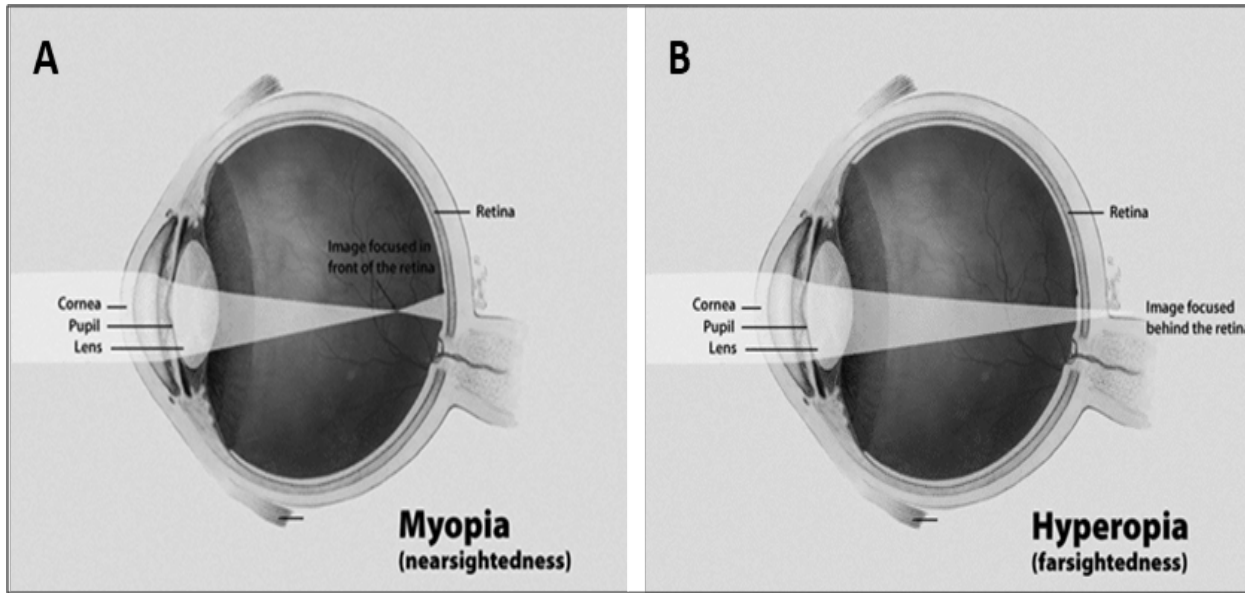 A
Retina
Image focused in
front of the retina
Cornea
Pupil
Lens
Myopia
(nearsightedness)
B
Retina
Cornea
Pupil
Lens
Image focused
behind the retina
Hyperopia
(farsightedness)